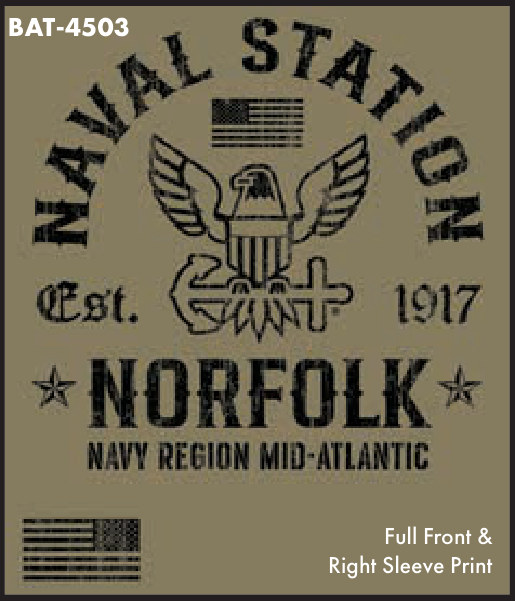 BAT-4503
NAVAL STATION
Est. 1917
NORFOLK
NAVY REGION MID-ATLANTIC
Full Front &
Right Sleeve Print